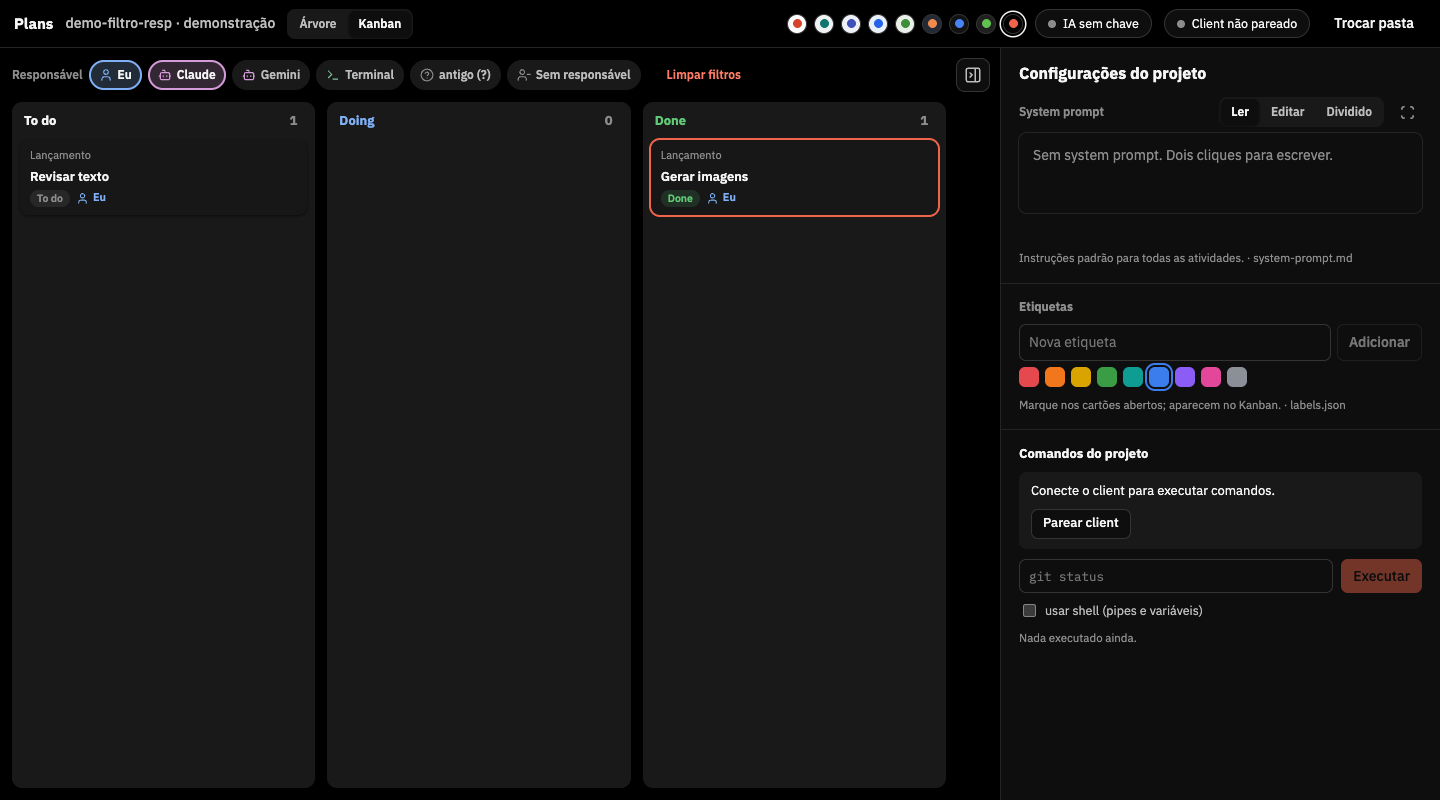 Plans demo-filtro-resp · demonstração Árvore Kanban IA sem chave Client não pareado Trocar pasta
Responsável Eu Claude Gemini Terminal antigo (?) Sem responsável Limpar filtros
To do 1
Lançamento
Revisar texto
To do Eu
Doing 0
Done 1
Lançamento
Gerar imagens
Done Eu
Configurações do projeto
System prompt Ler Editar Dividido
Sem system prompt. Dois cliques para escrever.
Instruções padrão para todas as atividades. · system-prompt.md
Etiquetas
Nova etiqueta Adicionar
Marque nos cartões abertos; aparecem no Kanban. · labels.json
Comandos do projeto
Conecte o client para executar comandos.
Parear client
git status Executar
usar shell (pipes e variáveis)
Nada executado ainda.